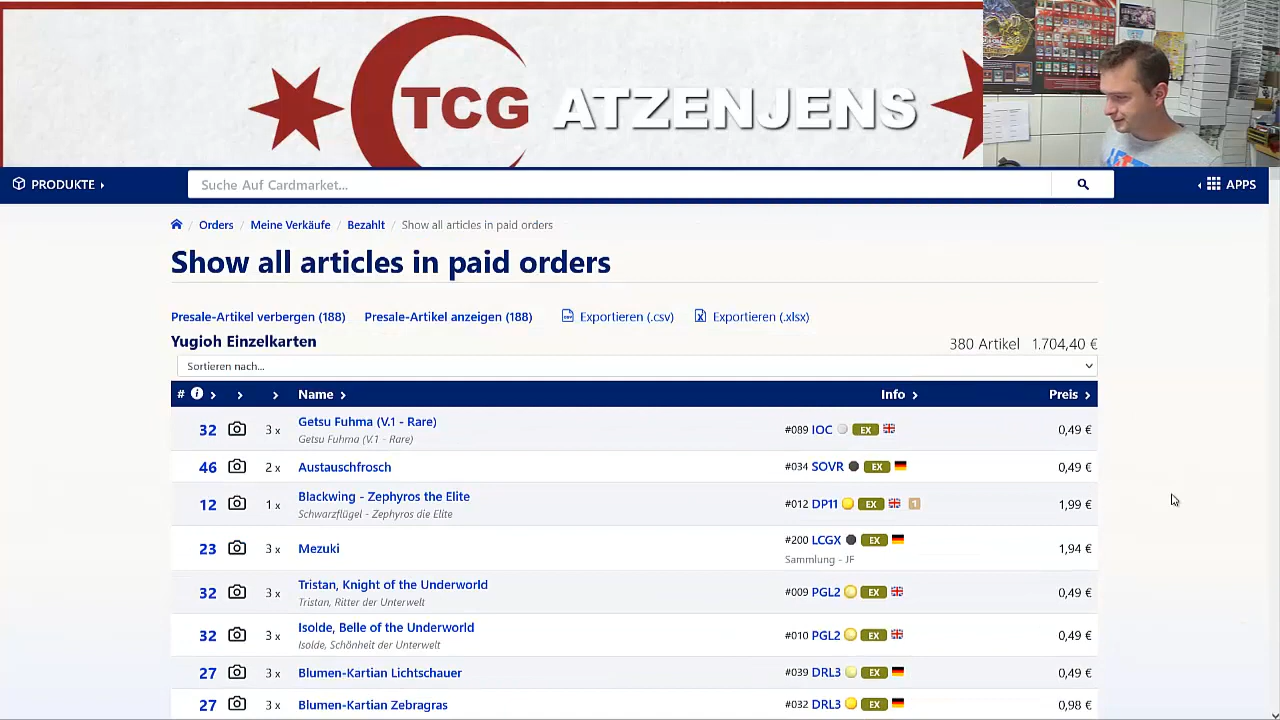 TCG ATZENJENS
PRODUKTE
Suche Auf Cardmarket...
APPS
/ Orders / Meine Verkäufe / Bezahlt / Show all articles in paid orders
Show all articles in paid orders
Presale-Artikel verbergen (188) Presale-Artikel anzeigen (188) Exportieren (.csv) Exportieren (.xlsx)
Yugioh Einzelkarten 380 Artikel 1.704,40 €
Sortieren nach...
# Name Info Preis
32 3 x Getsu Fuhma (V.1 - Rare) #089 IOC EX 0,49 €
Getsu Fuhma (V.1 - Rare)
46 2 x Austauschfrosch #034 SOVR EX 0,49 €
12 1 x Blackwing - Zephyros the Elite #012 DP11 EX 1 1,99 €
Schwarzflügel - Zephyros die Elite
23 3 x Mezuki #200 LCGX EX 1,94 €
Sammlung - JF
32 3 x Tristan, Knight of the Underworld #009 PGL2 EX 0,49 €
Tristan, Ritter der Unterwelt
32 3 x Isolde, Belle of the Underworld #010 PGL2 EX 0,49 €
Isolde, Schönheit der Unterwelt
27 3 x Blumen-Kartian Lichtschauer #039 DRL3 EX 0,49 €
27 3 x Blumen-Kartian Zebragras #032 DRL3 EX 0,98 €